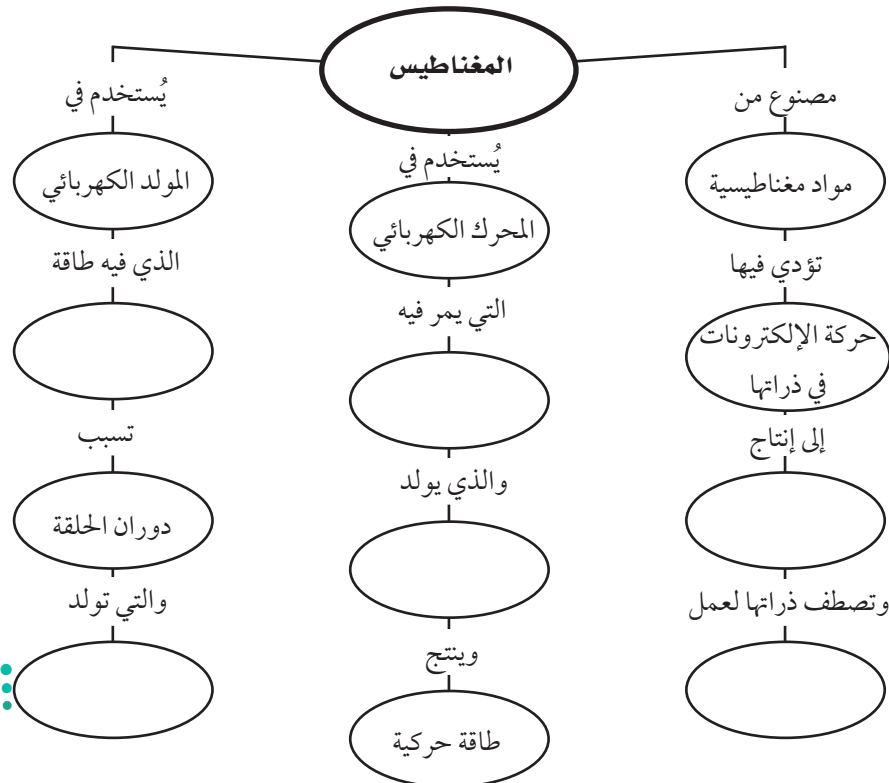 المغناطيس
مصنوع من
مواد مغناطيسية
تؤدي فيها
حركة الإلكترونات
في ذراتها
إلى إنتاج
وتصطف ذراتها لعمل
يُستخدم في
المحرك الكهربائي
التي يمر فيه
والذي يولد
وينتج
طاقة حركية
يُستخدم في
المولد الكهربائي
الذي فيه طاقة
تسبب
دوران الحلقة
والتي تولد